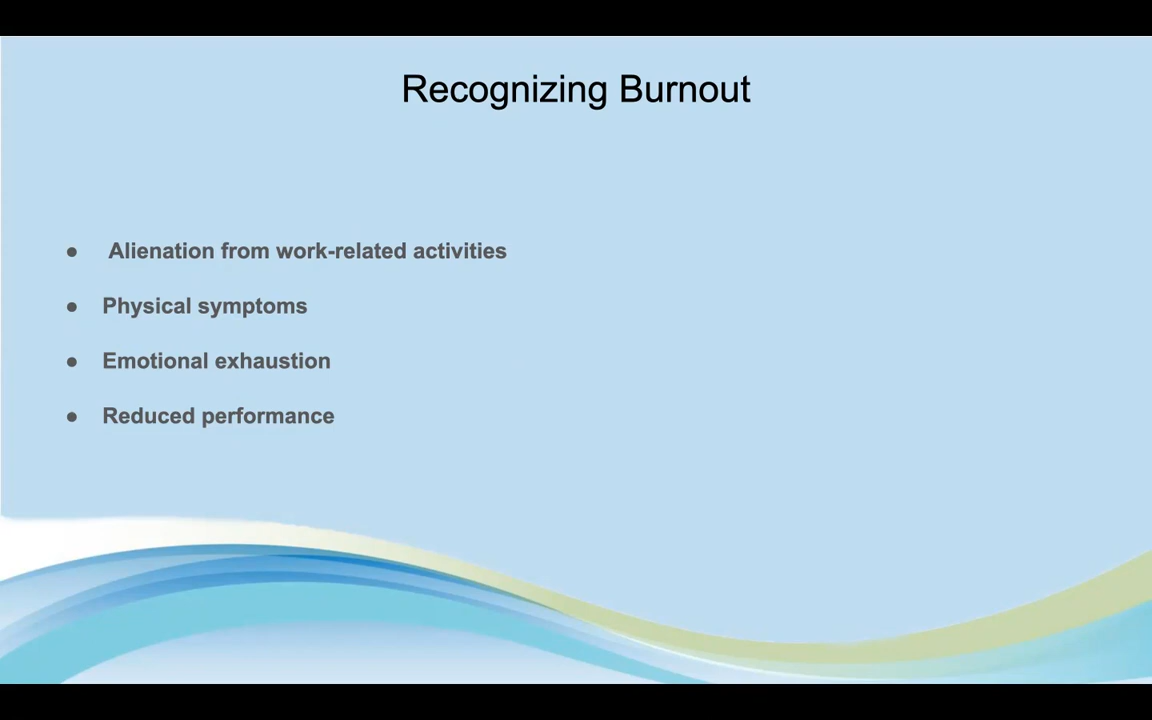 Recognizing Burnout
● Alienation from work-related activities
● Physical symptoms
● Emotional exhaustion
● Reduced performance